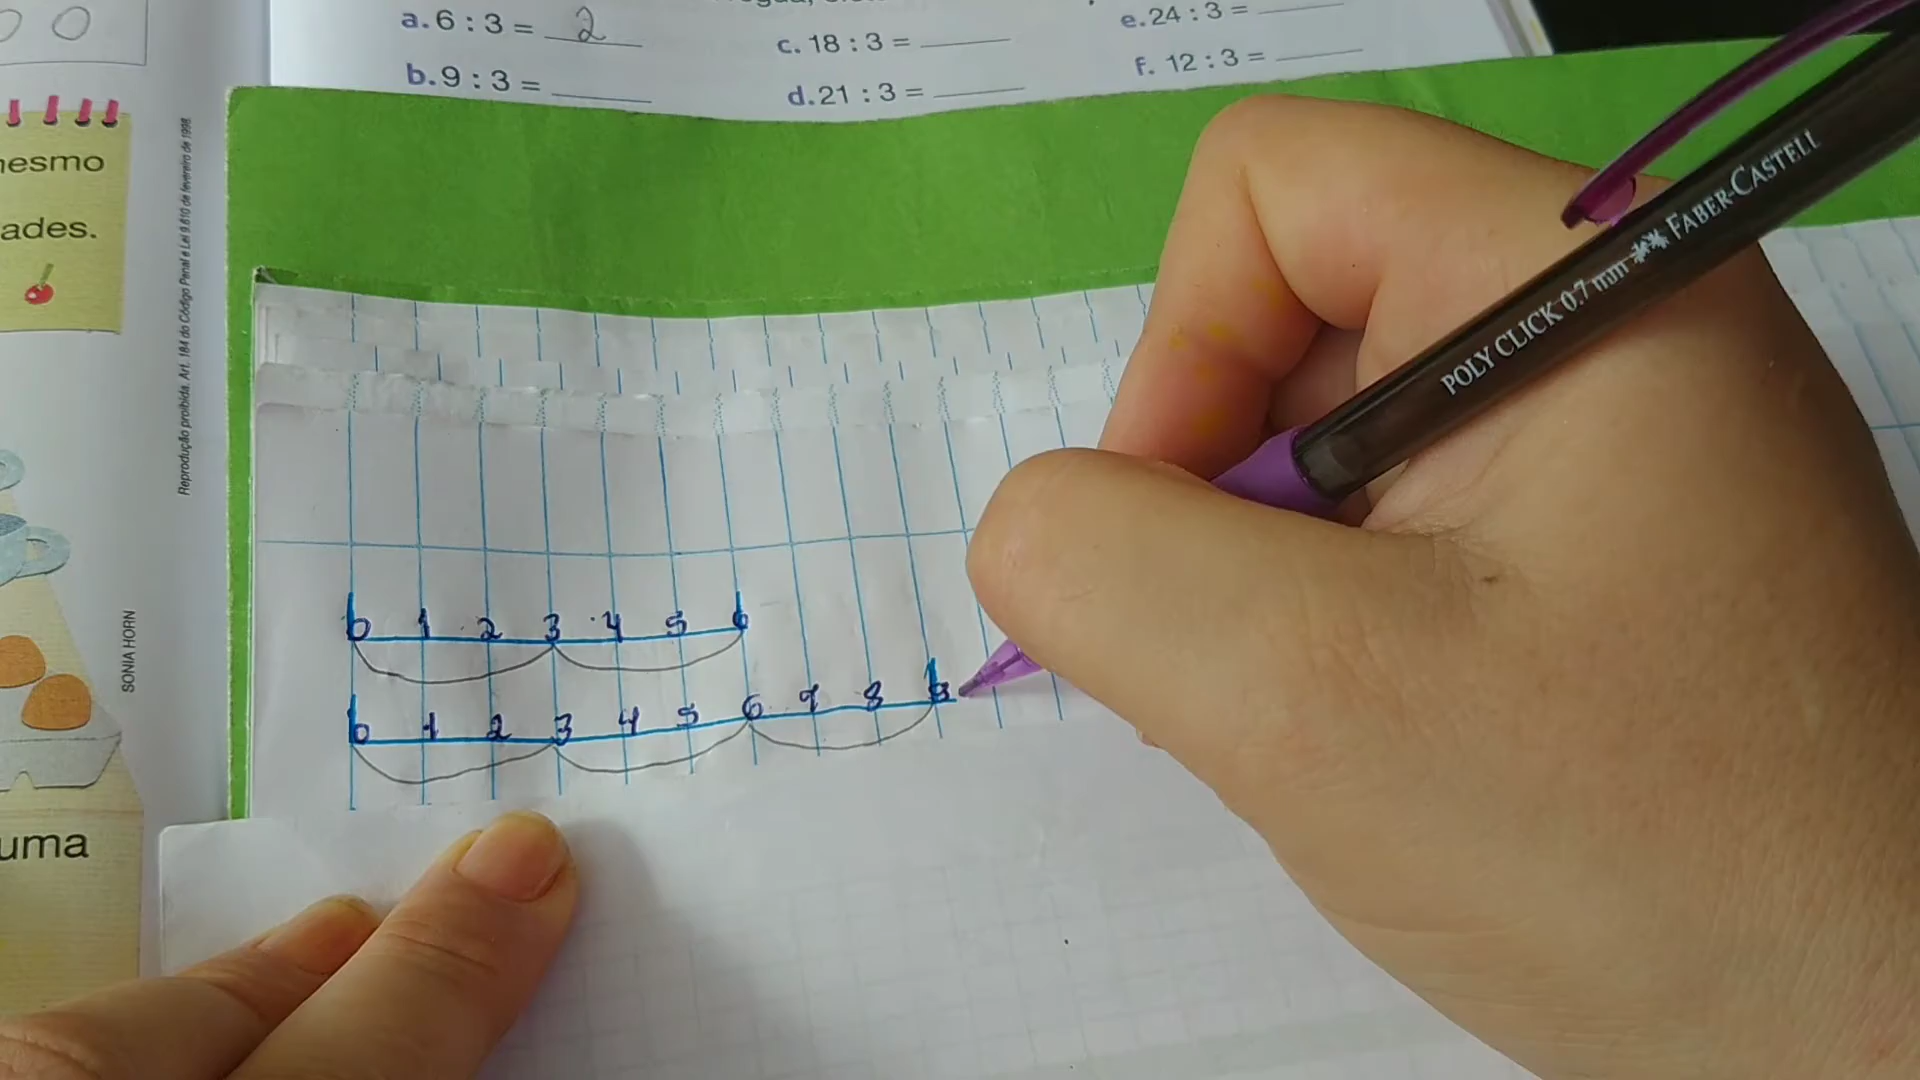 a. 6 : 3 = 2
b. 9 : 3 =
c. 18 : 3 =
d. 21 : 3 =
e. 24 : 3 =
f. 12 : 3 =
mesmo
ades.
Reprodução proibida. Art. 184 do Código Penal e Lei 9.610 de fevereiro de 1998
SONIA HORN
uma
0 1 2 3 4 5 6
0 1 2 3 4 5 6 7 8 9
POLY CLICK 0.7 mm FABER-CASTELL